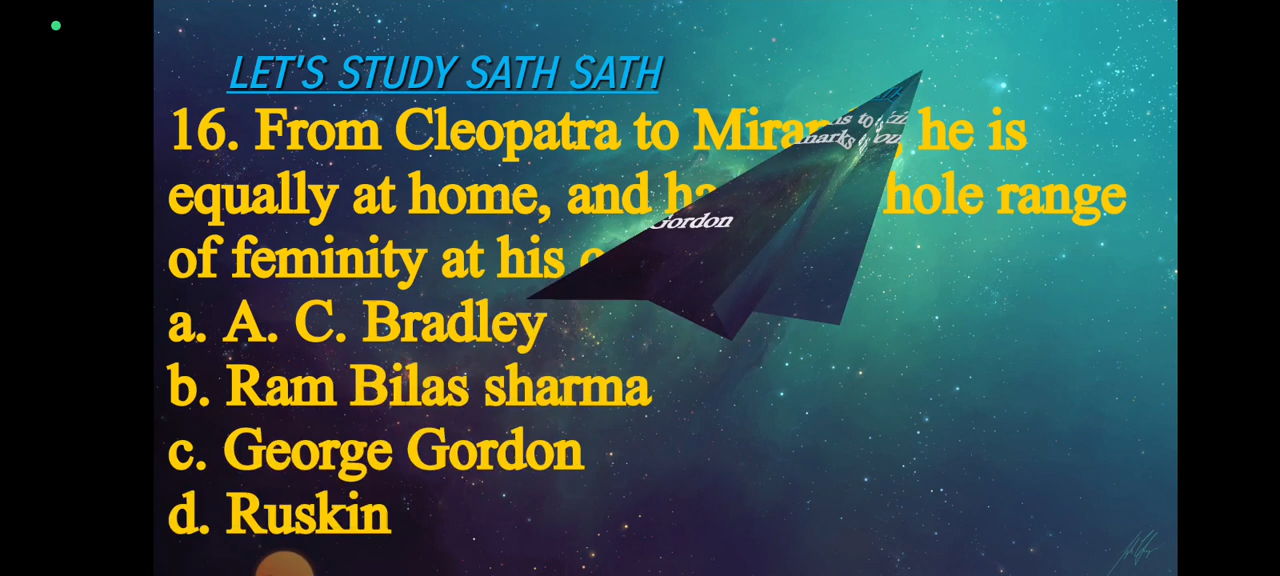 LET'S STUDY SATH SATH
16. From Cleopatra to he is
equally at home, and range
of feminity at his
Gordon
a. A. C. Bradley
b. Ram Bilas sharma
c. George Gordon
d. Ruskin